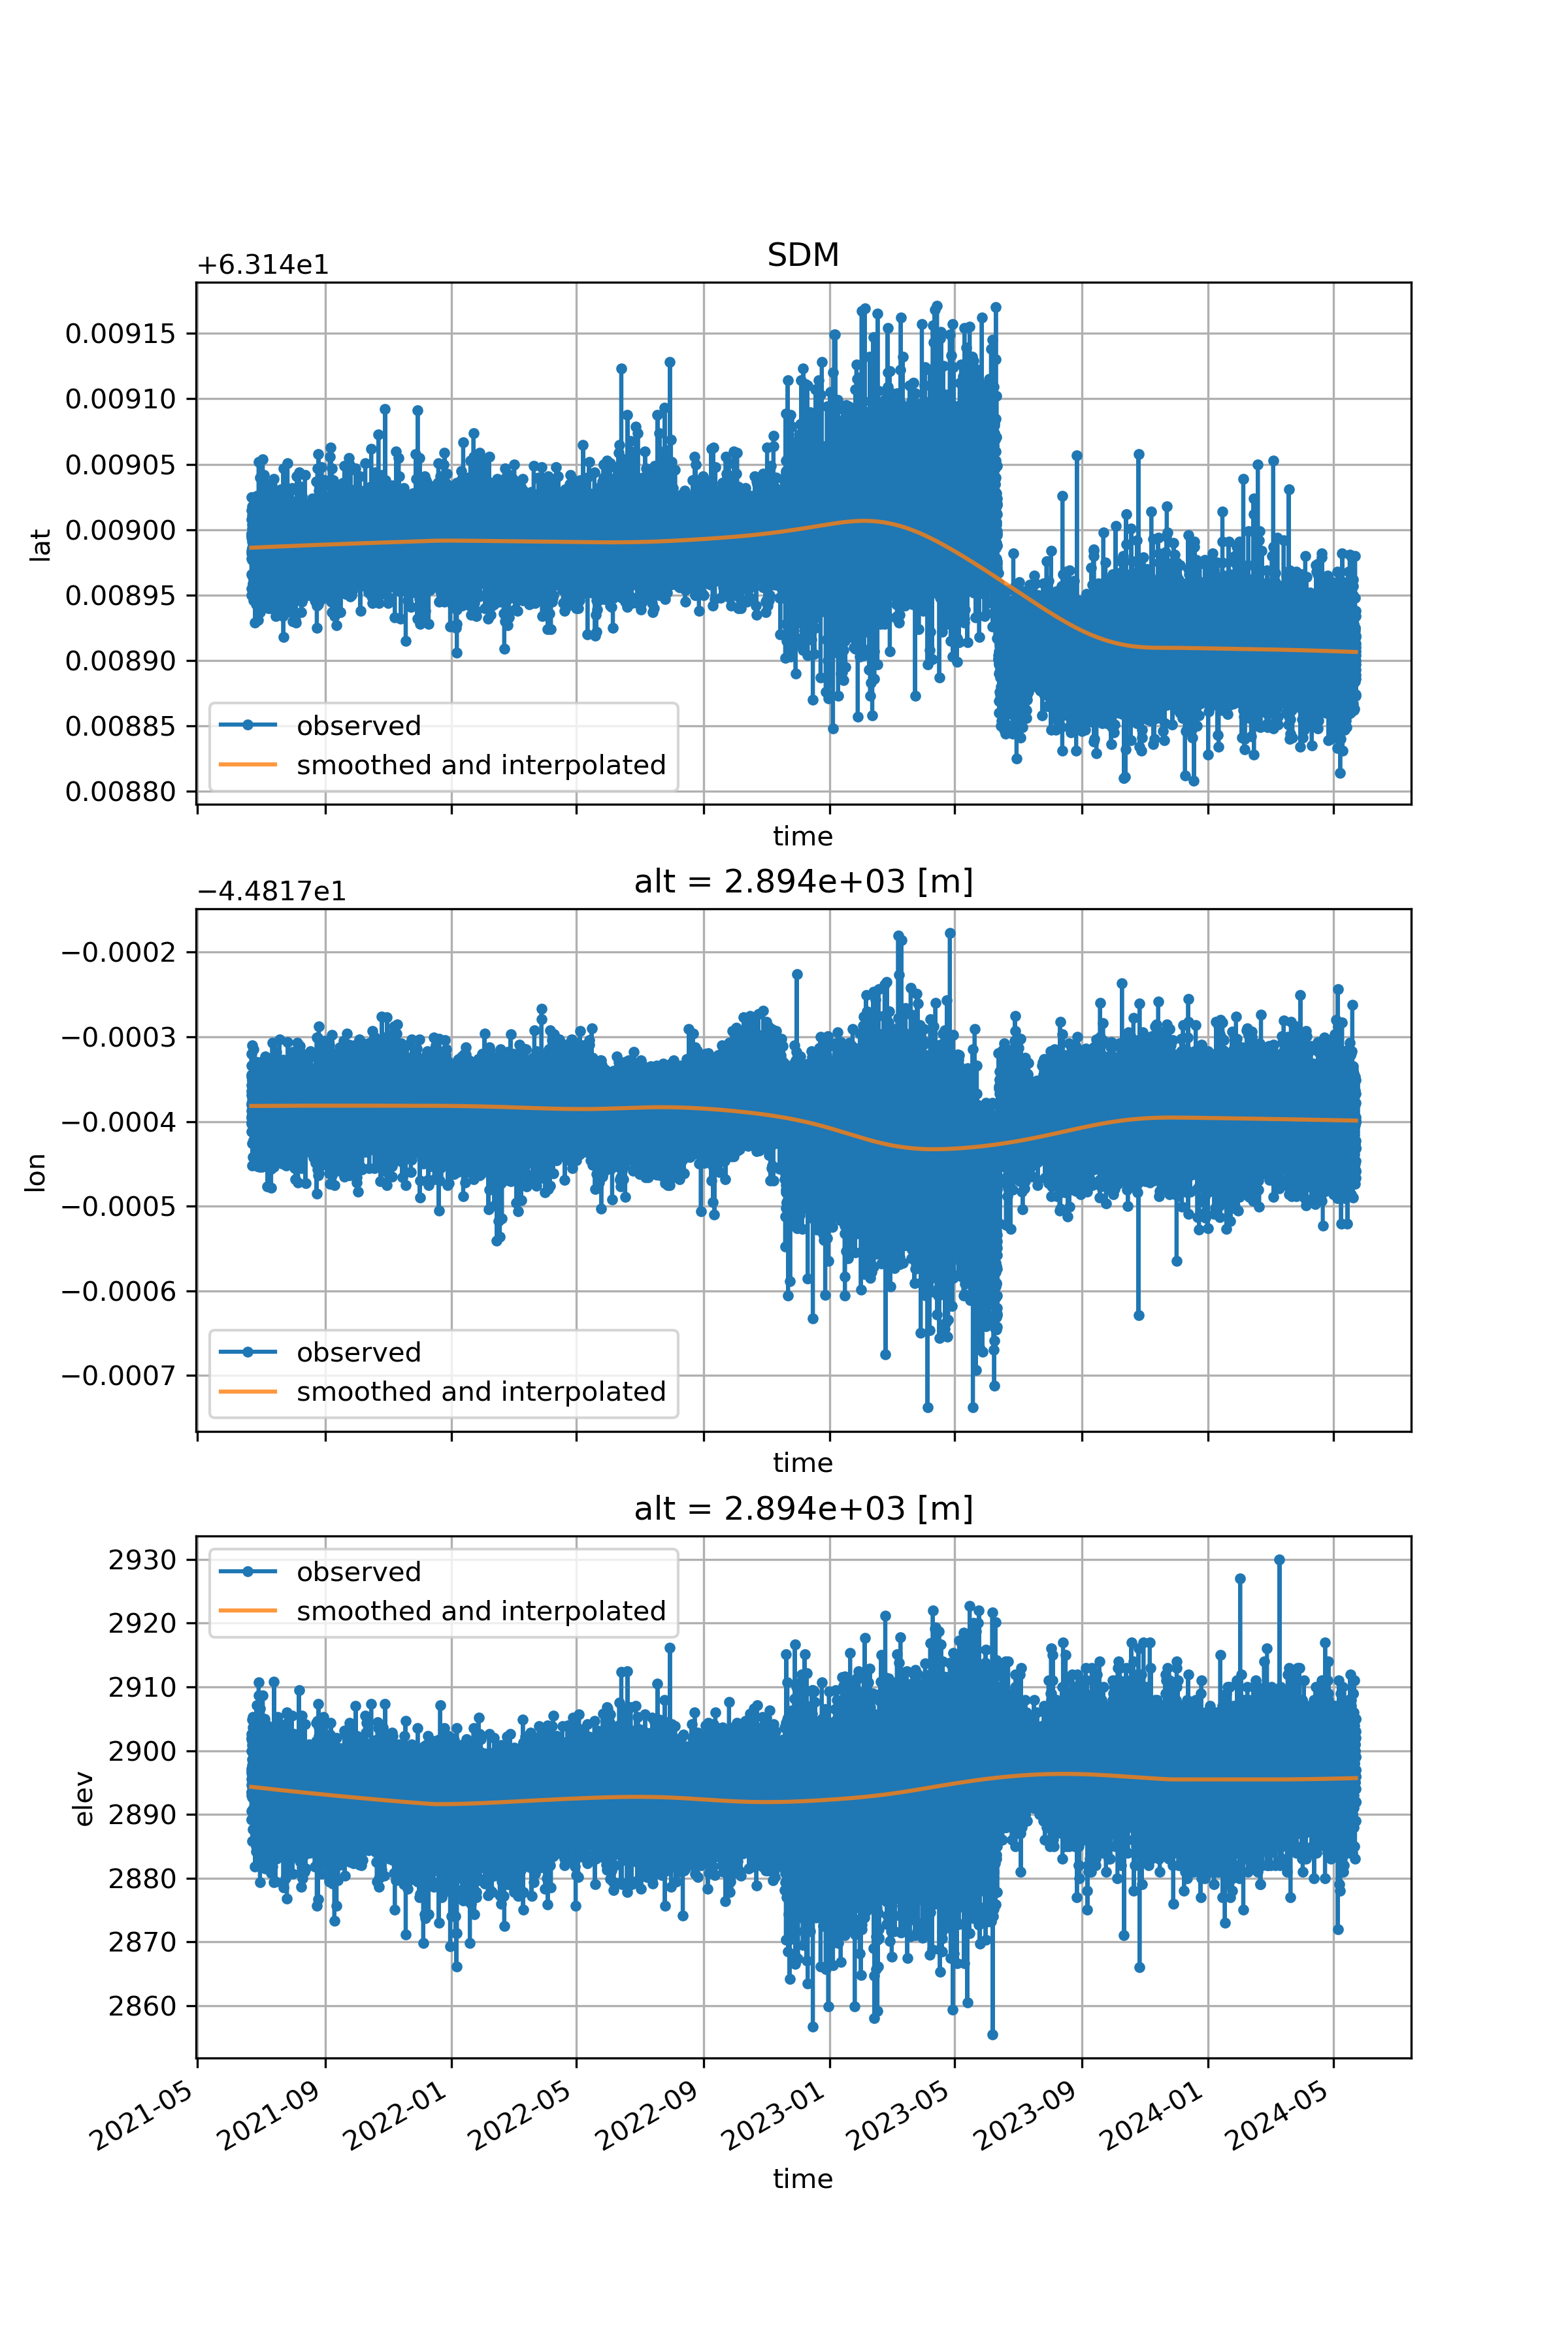 SDM
+6.314e1
0.00915
0.00910
0.00905
0.00900
0.00895
0.00890
0.00885
0.00880
lat
observed
smoothed and interpolated
time
alt = 2.894e+03 [m]
−4.4817e1
−0.0002
−0.0003
−0.0004
−0.0005
−0.0006
−0.0007
lon
observed
smoothed and interpolated
time
alt = 2.894e+03 [m]
2930
2920
2910
2900
2890
2880
2870
2860
elev
observed
smoothed and interpolated
2021-05
2021-09
2022-01
2022-05
2022-09
2023-01
2023-05
2023-09
2024-01
2024-05
time